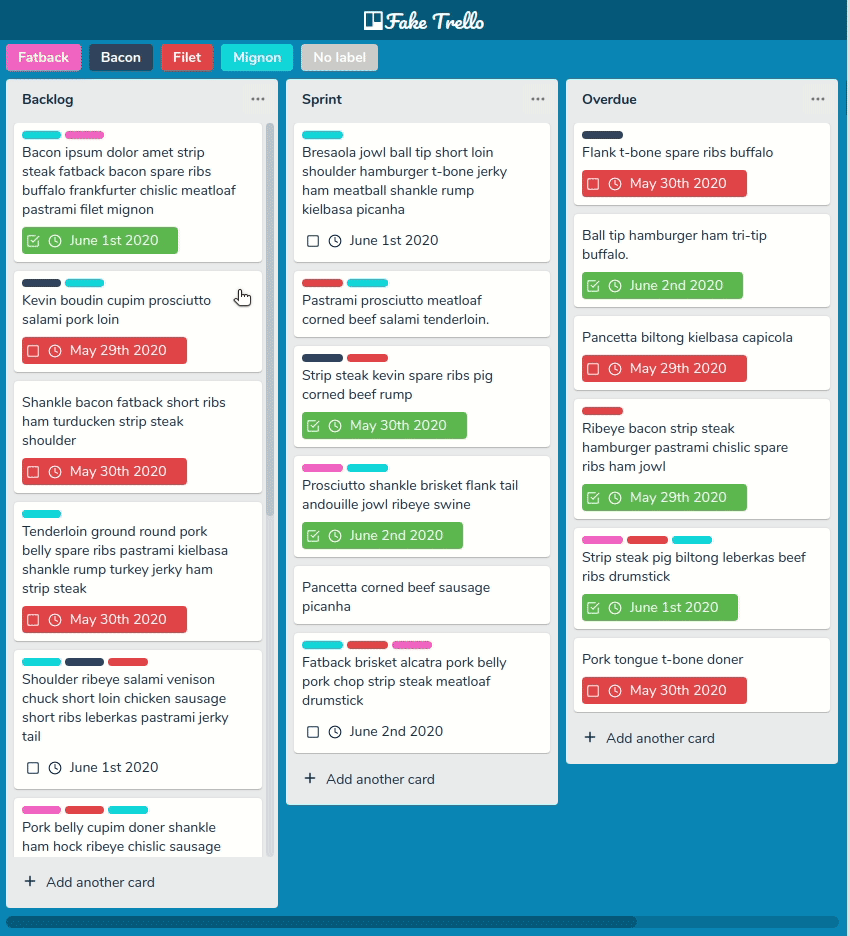 Fake Trello
Fatback
Bacon
Filet
Mignon
No label
Backlog
Bacon ipsum dolor amet strip
steak fatback bacon spare ribs
buffalo frankfurter chislic meatloaf
pastrami filet mignon
June 1st 2020
Kevin boudin cupim prosciutto
salami pork loin
May 29th 2020
Shankle bacon fatback short ribs
ham turducken strip steak
shoulder
May 30th 2020
Tenderloin ground round pork
belly spare ribs pastrami kielbasa
shankle rump turkey jerky ham
strip steak
May 30th 2020
Shoulder ribeye salami venison
chuck short loin chicken sausage
short ribs leberkas pastrami jerky
tail
June 1st 2020
Pork belly cupim doner shankle
ham hock ribeye chislic sausage
Add another card
Sprint
Bresaola jowl ball tip short loin
shoulder hamburger t-bone jerky
ham meatball shankle rump
kielbasa picanha
June 1st 2020
Pastrami prosciutto meatloaf
corned beef salami tenderloin.
Strip steak kevin spare ribs pig
corned beef rump
May 30th 2020
Prosciutto shankle brisket flank tail
andouille jowl ribeye swine
June 2nd 2020
Pancetta corned beef sausage
picanha
Fatback brisket alcatra pork belly
pork chop strip steak meatloaf
drumstick
June 2nd 2020
Add another card
Overdue
Flank t-bone spare ribs buffalo
May 30th 2020
Ball tip hamburger ham tri-tip
buffalo.
June 2nd 2020
Pancetta biltong kielbasa capicola
May 29th 2020
Ribeye bacon strip steak
hamburger pastrami chislic spare
ribs ham jowl
May 29th 2020
Strip steak pig biltong leberkas beef
ribs drumstick
June 1st 2020
Pork tongue t-bone doner
May 30th 2020
Add another card